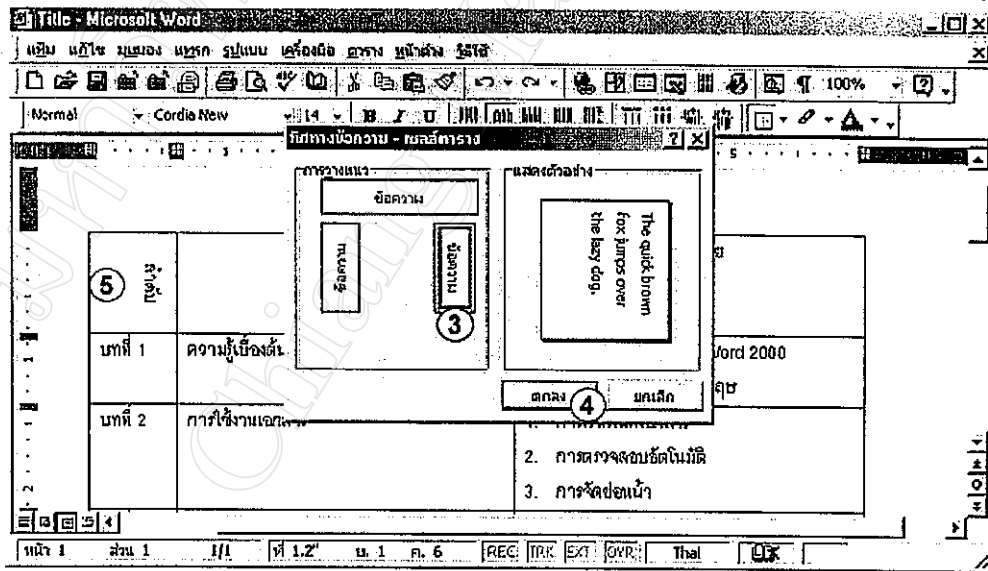 Title - Microsoft Word
แฟ้ม แก้ไข มุมมอง แทรก รูปแบบ เครื่องมือ ตาราง หน้าต่าง วิธีใช้
100%
Normal Cordia New 14 B I U
ทิศทางข้อความ - เซลล์ตาราง
การวางแนว
แสดงตัวอย่าง
ข้อความ
ข้อความ
ข้อความ
3
The quick brown
fox jumps over
the lazy dog.
ตกลง
4
ยกเลิก
5
ลำดับ
บทที่ 1 ความรู้เบื้องต้น
Word 2000
บทที่ 2
การใช้งานเอกสาร
2. การตรวจสอบอัตโนมัติ
3. การจัดย่อหน้า
หน้า 1 ส่วน 1 1/1 ที่ 1.2" บ. 1 ค. 6 REC TRK EXT OVR Thai
Chiang